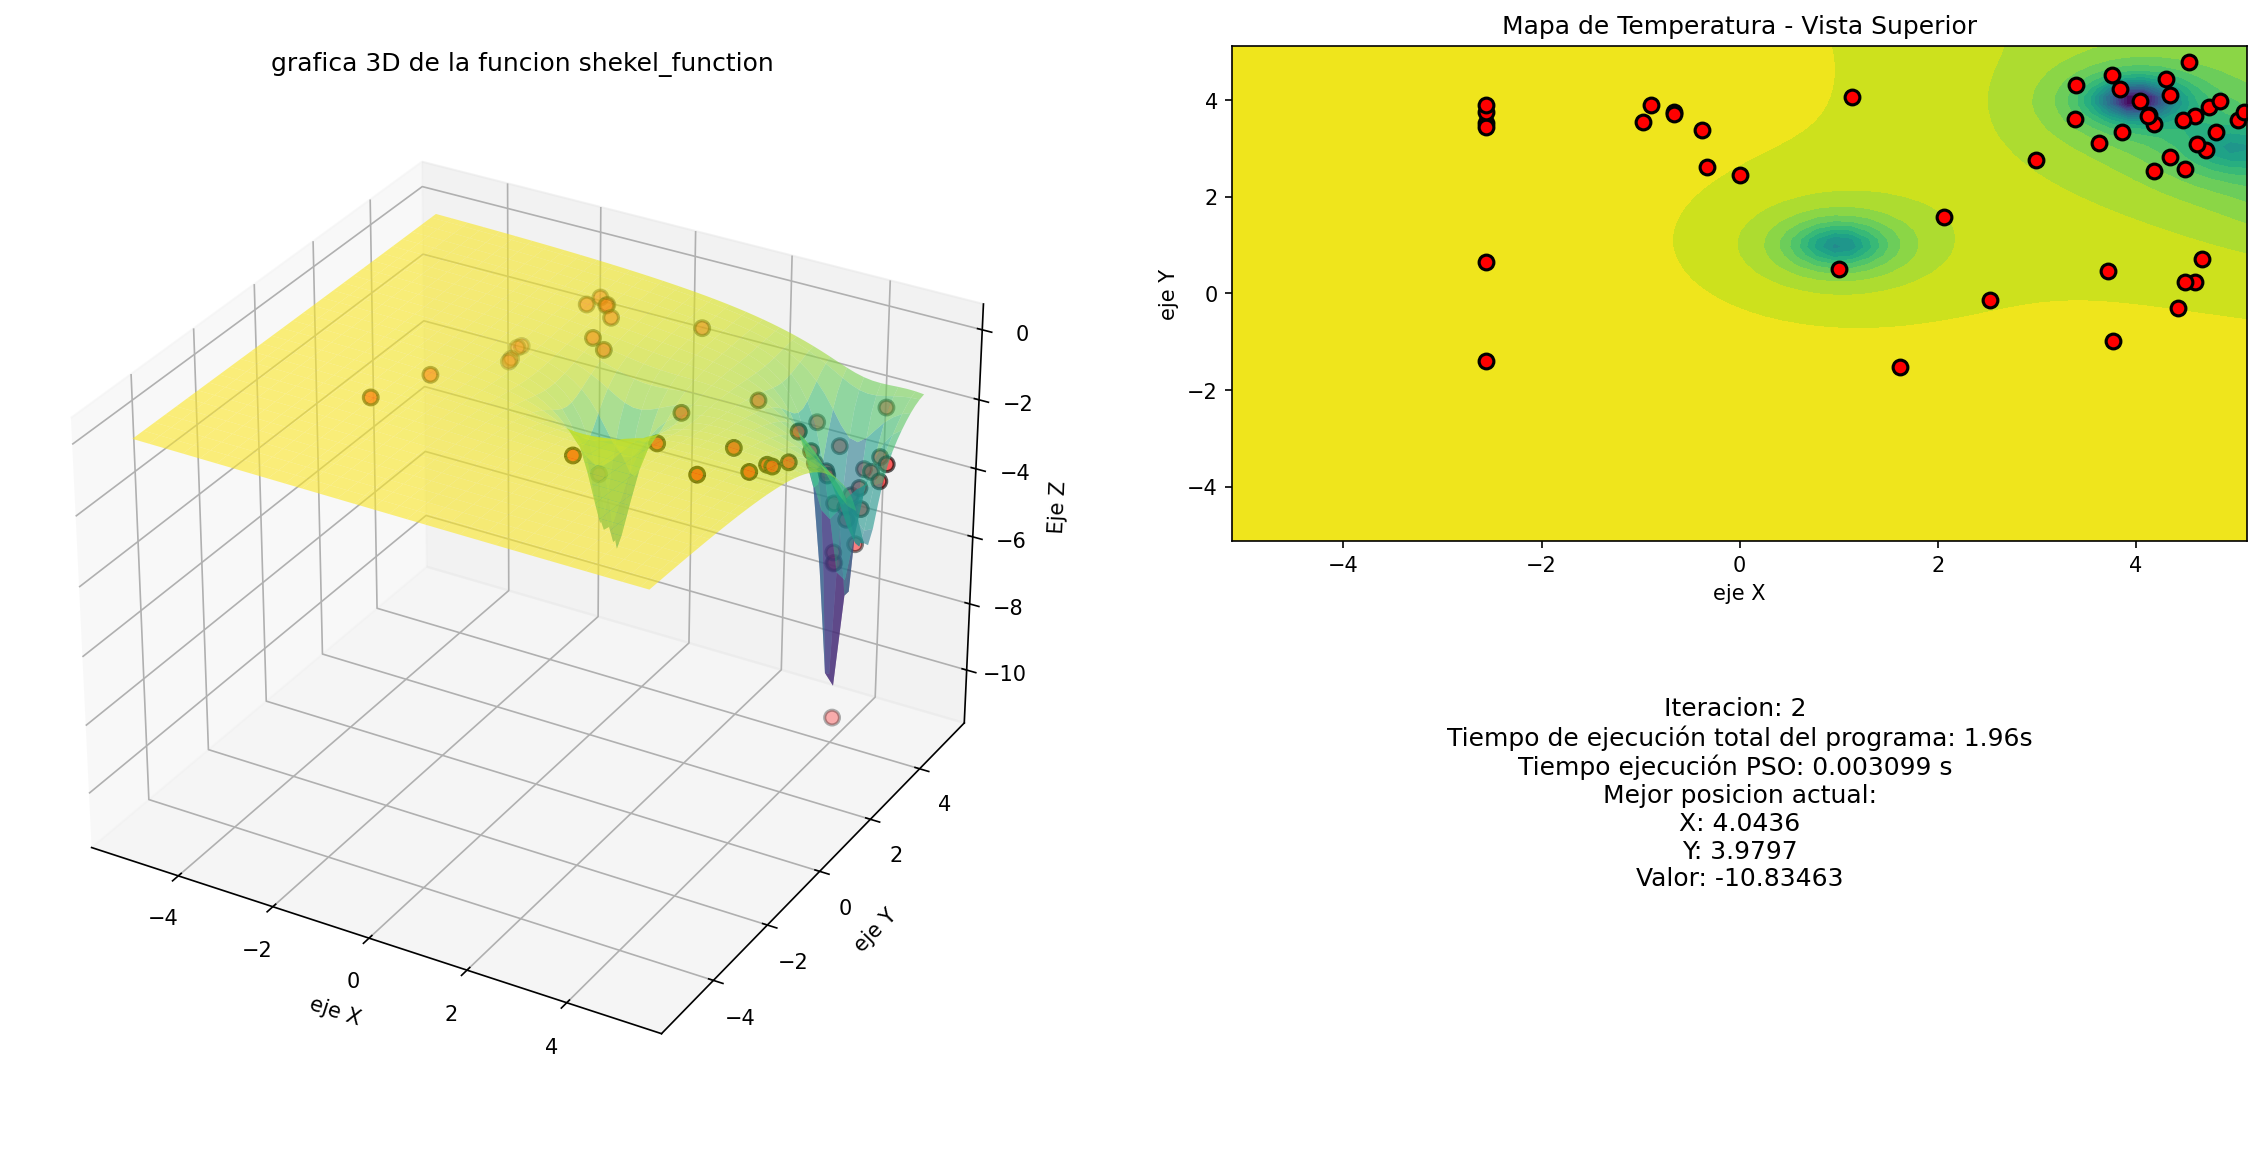 grafica 3D de la funcion shekel_function
0
−2
−4
−6
−8
−10
Eje Z
−4
−2
0
2
4
eje X
4
2
0
−2
−4
eje Y
Mapa de Temperatura - Vista Superior
4
2
0
−2
−4
eje Y
−4
−2
0
2
4
eje X
Iteracion: 2
Tiempo de ejecución total del programa: 1.96s
Tiempo ejecución PSO: 0.003099 s
Mejor posicion actual:
X: 4.0436
Y: 3.9797
Valor: -10.83463